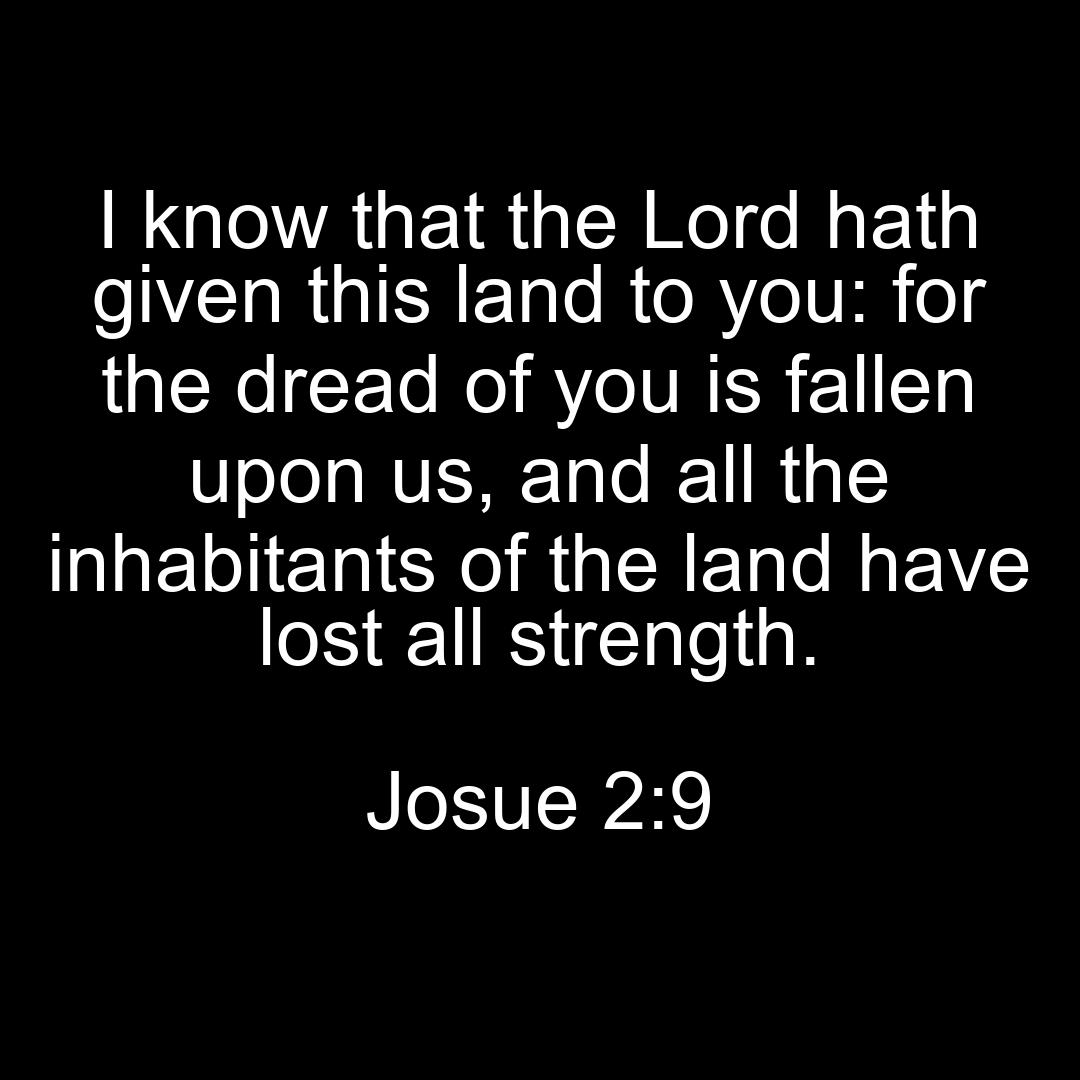 I know that the Lord hath
given this land to you: for
the dread of you is fallen
upon us, and all the
inhabitants of the land have
lost all strength.
Josue 2:9